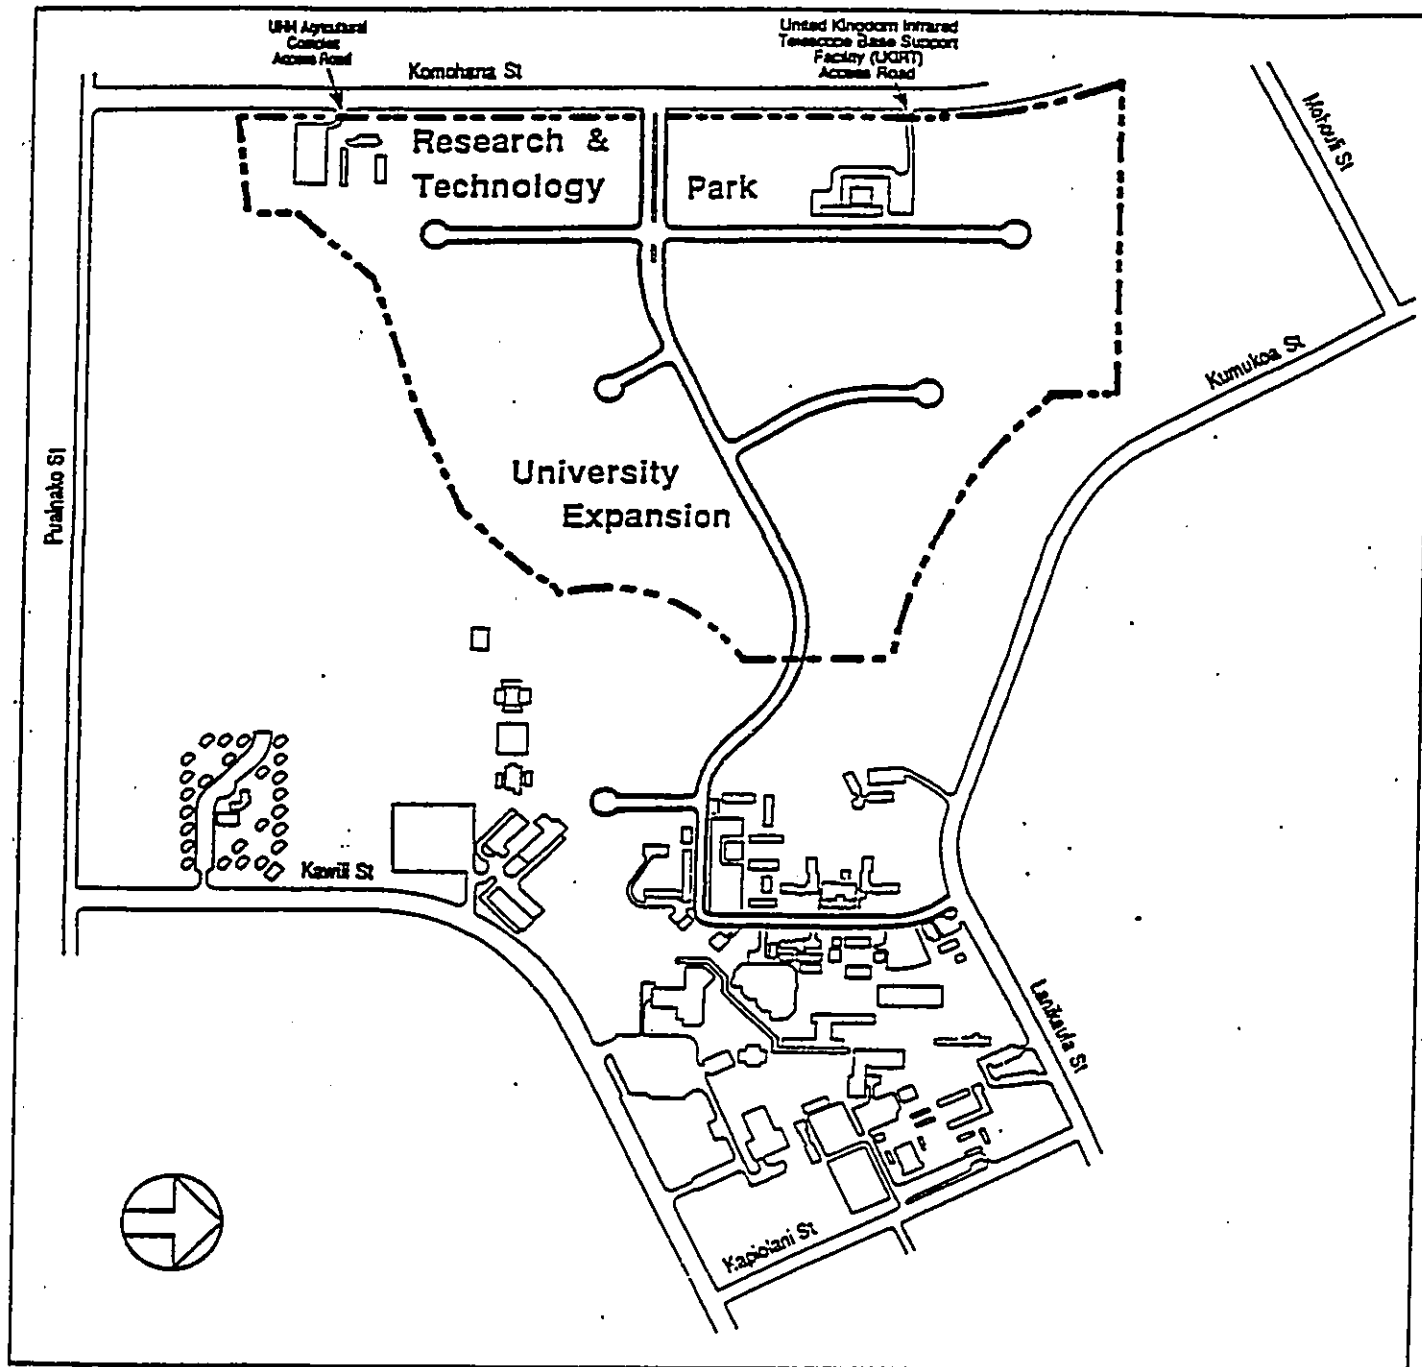 UHH Agricultural
Complex
Access Road
United Kingdom Infrared
Telescope Base Support
Facility (UKIRT)
Access Road
Komohana St
Mohouli St
Research &
Technology Park
Kumukoa St
Puainako St
University
Expansion
Kawili St
Lanikaula St
Kapiolani St